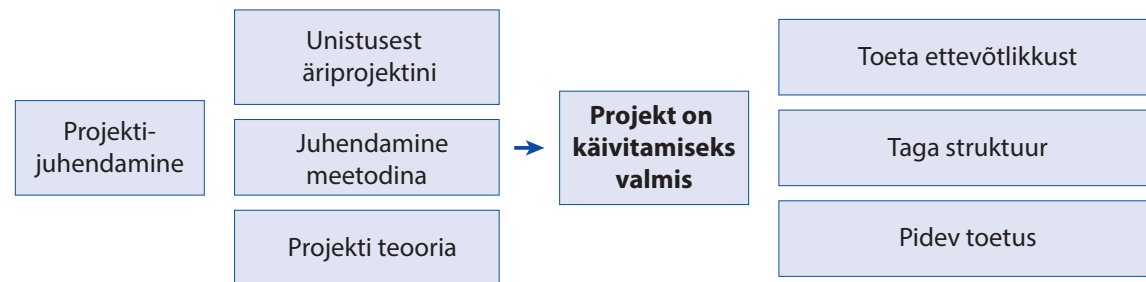 Projekti-
juhendamine
Unistusest
äriprojektini
Juhendamine
meetodina
Projekti teooria
Projekt on
käivitamiseks
valmis
Toeta ettevõtlikkust
Taga struktuur
Pidev toetus